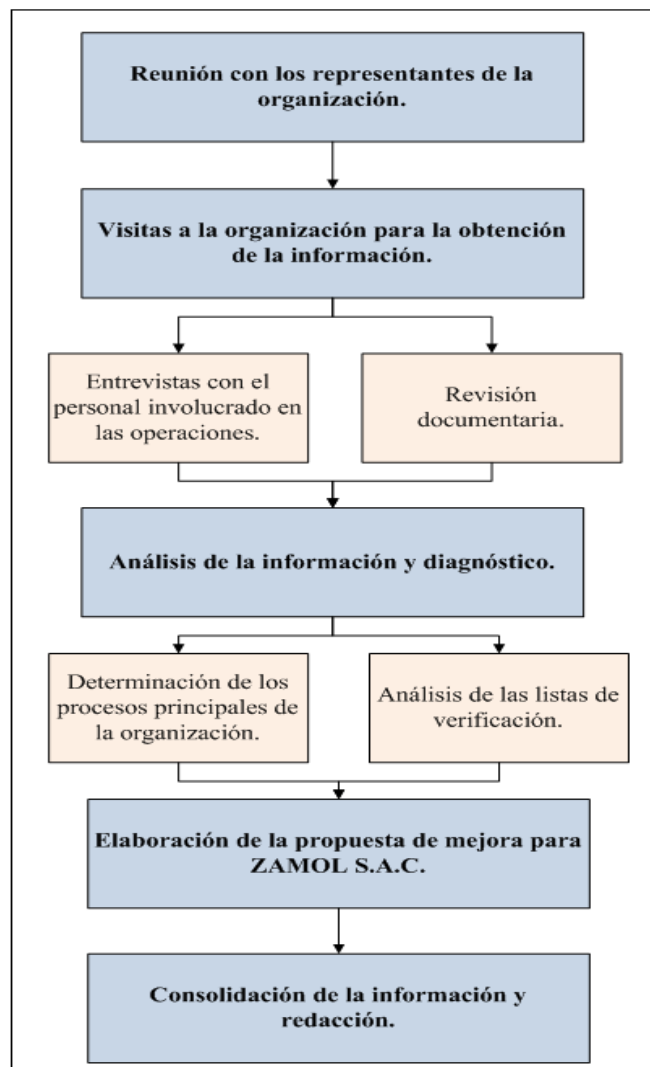 Reunión con los representantes de la
organización.
Visitas a la organización para la obtención
de la información.
Entrevistas con el
personal involucrado en
las operaciones.
Revisión
documentaria.
Análisis de la información y diagnóstico.
Determinación de los
procesos principales de
la organización.
Análisis de las listas de
verificación.
Elaboración de la propuesta de mejora para
ZAMOL S.A.C.
Consolidación de la información y
redacción.